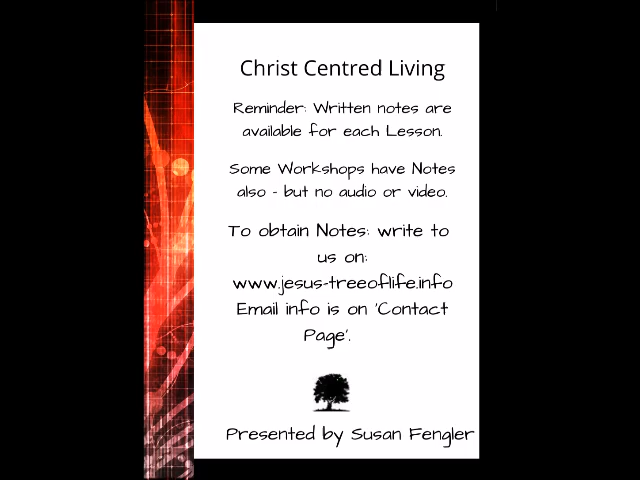 Christ Centred Living
Reminder: Written notes are
available for each Lesson.
Some Workshops have Notes
also - but no audio or video.
To obtain Notes: write to
us on:
www.jesus-treeoflife.info
Email info is on 'Contact
Page'.
Presented by Susan Fengler